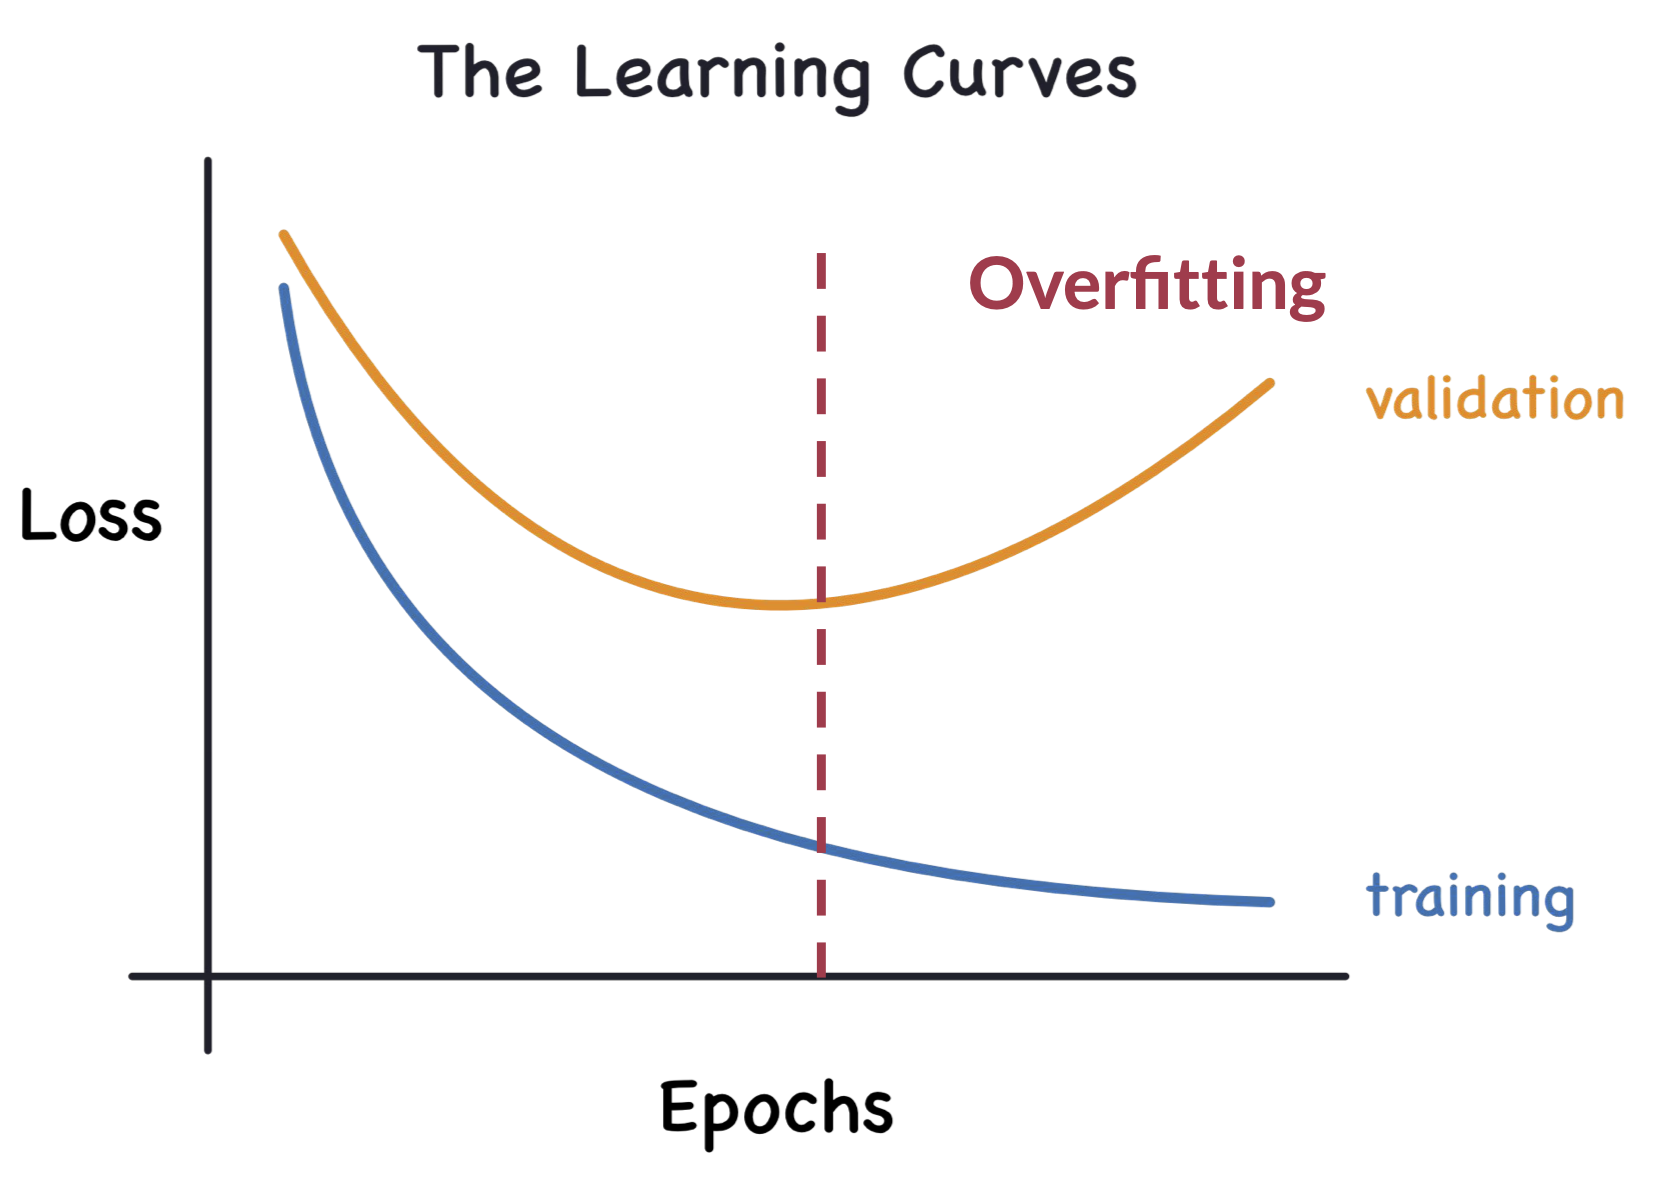 The Learning Curves
Overfitting
validation
Loss
training
Epochs